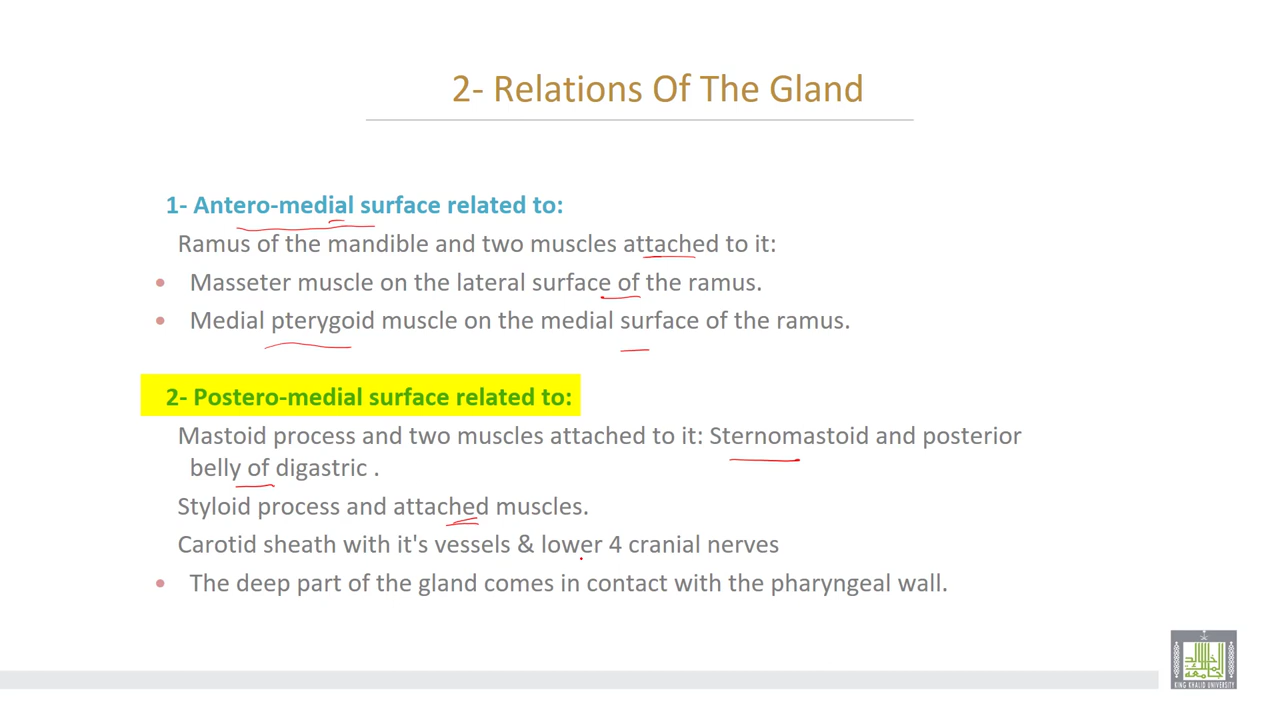 2- Relations Of The Gland
1- Antero-medial surface related to:
Ramus of the mandible and two muscles attached to it:
• Masseter muscle on the lateral surface of the ramus.
• Medial pterygoid muscle on the medial surface of the ramus.
2- Postero-medial surface related to:
Mastoid process and two muscles attached to it: Sternomastoid and posterior
belly of digastric .
Styloid process and attached muscles.
Carotid sheath with it's vessels & lower 4 cranial nerves
• The deep part of the gland comes in contact with the pharyngeal wall.
KING KHALID UNIVERSITY